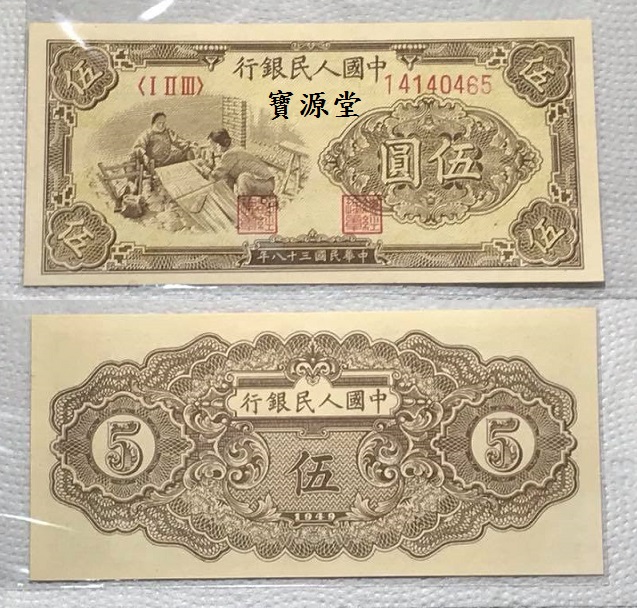 伍
伍
中國人民銀行
〈I II III〉
14140465
寶源堂
伍圓
伍
伍
中華民國三十八年
中國人民銀行
5
伍
5
1949